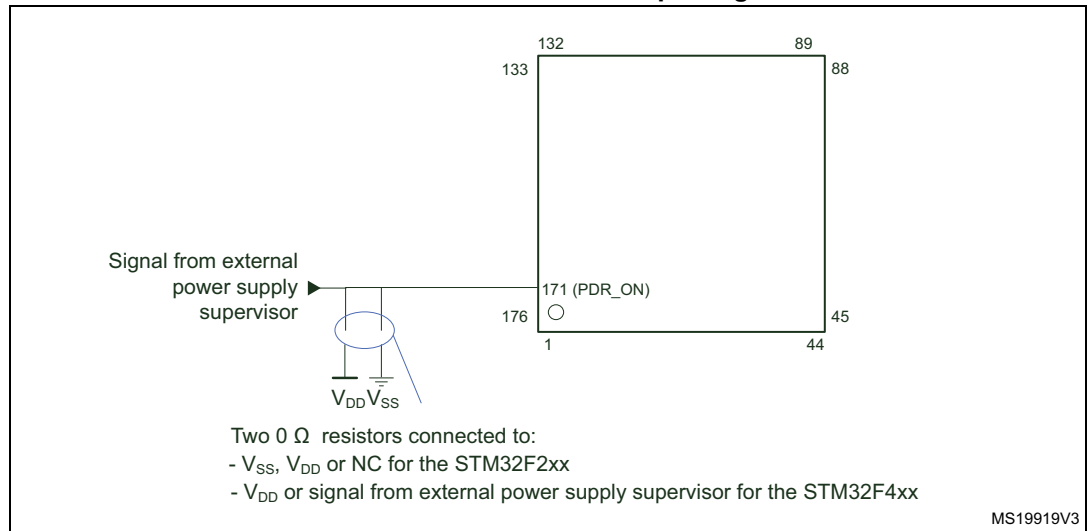 132
89
133
88
Signal from external
power supply
supervisor
171 (PDR_ON)
176
45
1
44
VDD VSS
Two 0 Ω resistors connected to:
- VSS, VDD or NC for the STM32F2xx
- VDD or signal from external power supply supervisor for the STM32F4xx
MS19919V3